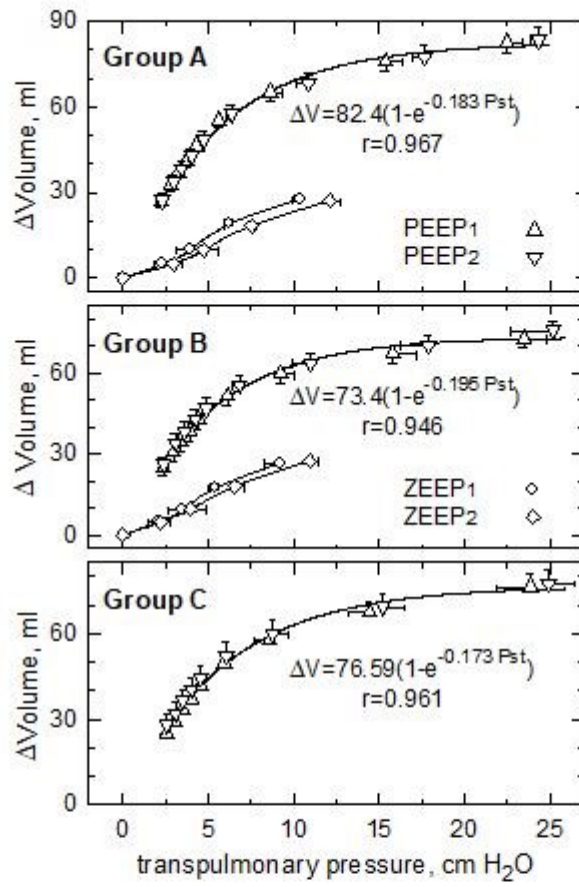 90
60
30
0
ΔVolume, ml
Group A
ΔV=82.4(1-e^-0.183 Pst)
r=0.967
PEEP1 △
PEEP2 ▽
60
30
0
Δ Volume, ml
Group B
ΔV=73.4(1-e^-0.195 Pst)
r=0.946
ZEEP1 ○
ZEEP2 ◇
60
30
0
ΔVolume, ml
Group C
ΔV=76.59(1-e^-0.173 Pst)
r=0.961
0 5 10 15 20 25
transpulmonary pressure, cm H2O